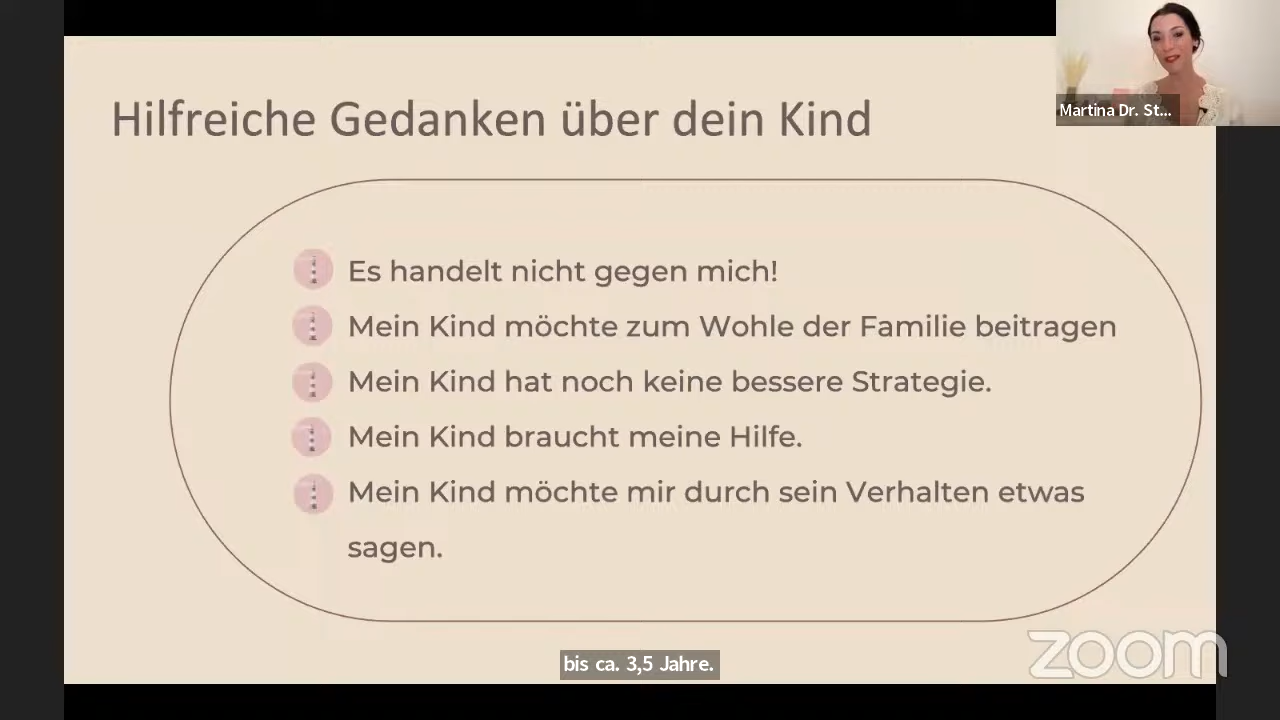 Hilfreiche Gedanken über dein Kind
Martina Dr. St...
Es handelt nicht gegen mich!
Mein Kind möchte zum Wohle der Familie beitragen
Mein Kind hat noch keine bessere Strategie.
Mein Kind braucht meine Hilfe.
Mein Kind möchte mir durch sein Verhalten etwas
sagen.
zoom
bis ca. 3,5 Jahre.